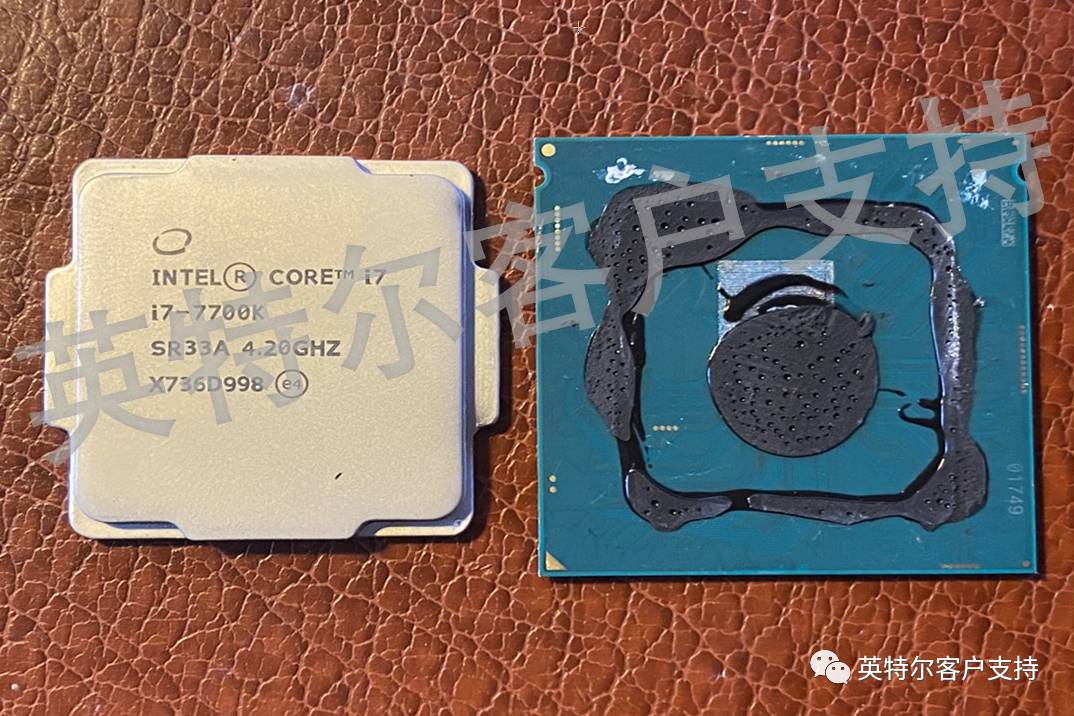 INTEL® CORE™ i7
i7-7700K
SR33A 4.20GHZ
X736D998 e4
01749
英特尔客户支持
英特尔客户支持